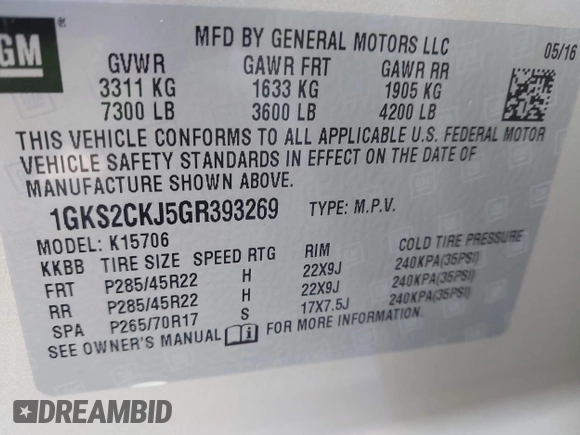 GM
MFD BY GENERAL MOTORS LLC 05/16
GVWR GAWR FRT GAWR RR
3311 KG 1633 KG 1905 KG
7300 LB 3600 LB 4200 LB
THIS VEHICLE CONFORMS TO ALL APPLICABLE U.S. FEDERAL MOTOR
VEHICLE SAFETY STANDARDS IN EFFECT ON THE DATE OF
MANUFACTURE SHOWN ABOVE.
1GKS2CKJ5GR393269 TYPE: M.P.V.
MODEL: K15706
KKBB TIRE SIZE SPEED RTG RIM COLD TIRE PRESSURE
FRT P285/45R22 H 22X9J 240KPA(35PSI)
RR P285/45R22 H 22X9J 240KPA(35PSI)
SPA P265/70R17 S 17X7.5J 240KPA(35PSI)
SEE OWNER'S MANUAL FOR MORE INFORMATION.
DREAMBID